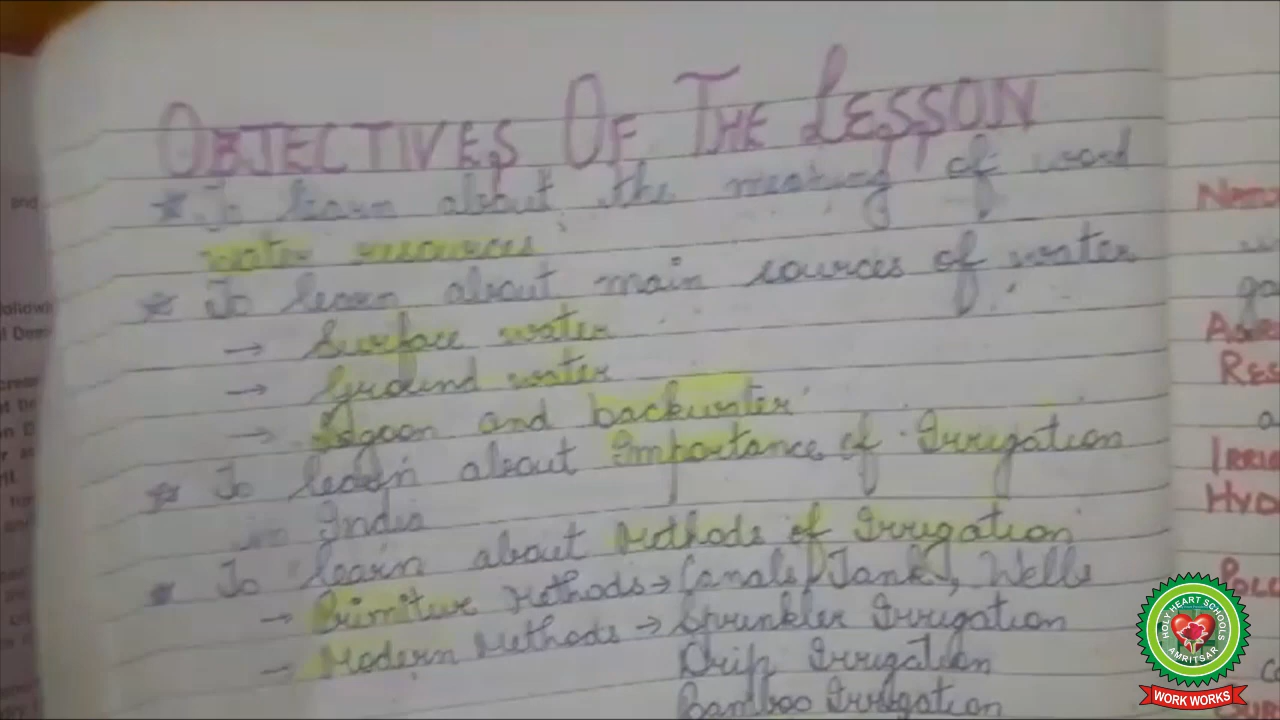 OBJECTIVES OF THE LESSON
* To learn about the meaning of word
water resources
* To learn about main sources of water
→ Surface water
→ Ground water
→ Lagoon and backwater
* To learn about Importance of Irrigation
in India
* To learn about Methods of Irrigation
→ Primitive Methods → Canals, Tank, Wells
→ Modern Methods → Sprinkler Irrigation
Drip Irrigation
Bamboo Irrigation
HOLY HEART SCHOOLS
AMRITSAR
WORK WORKS